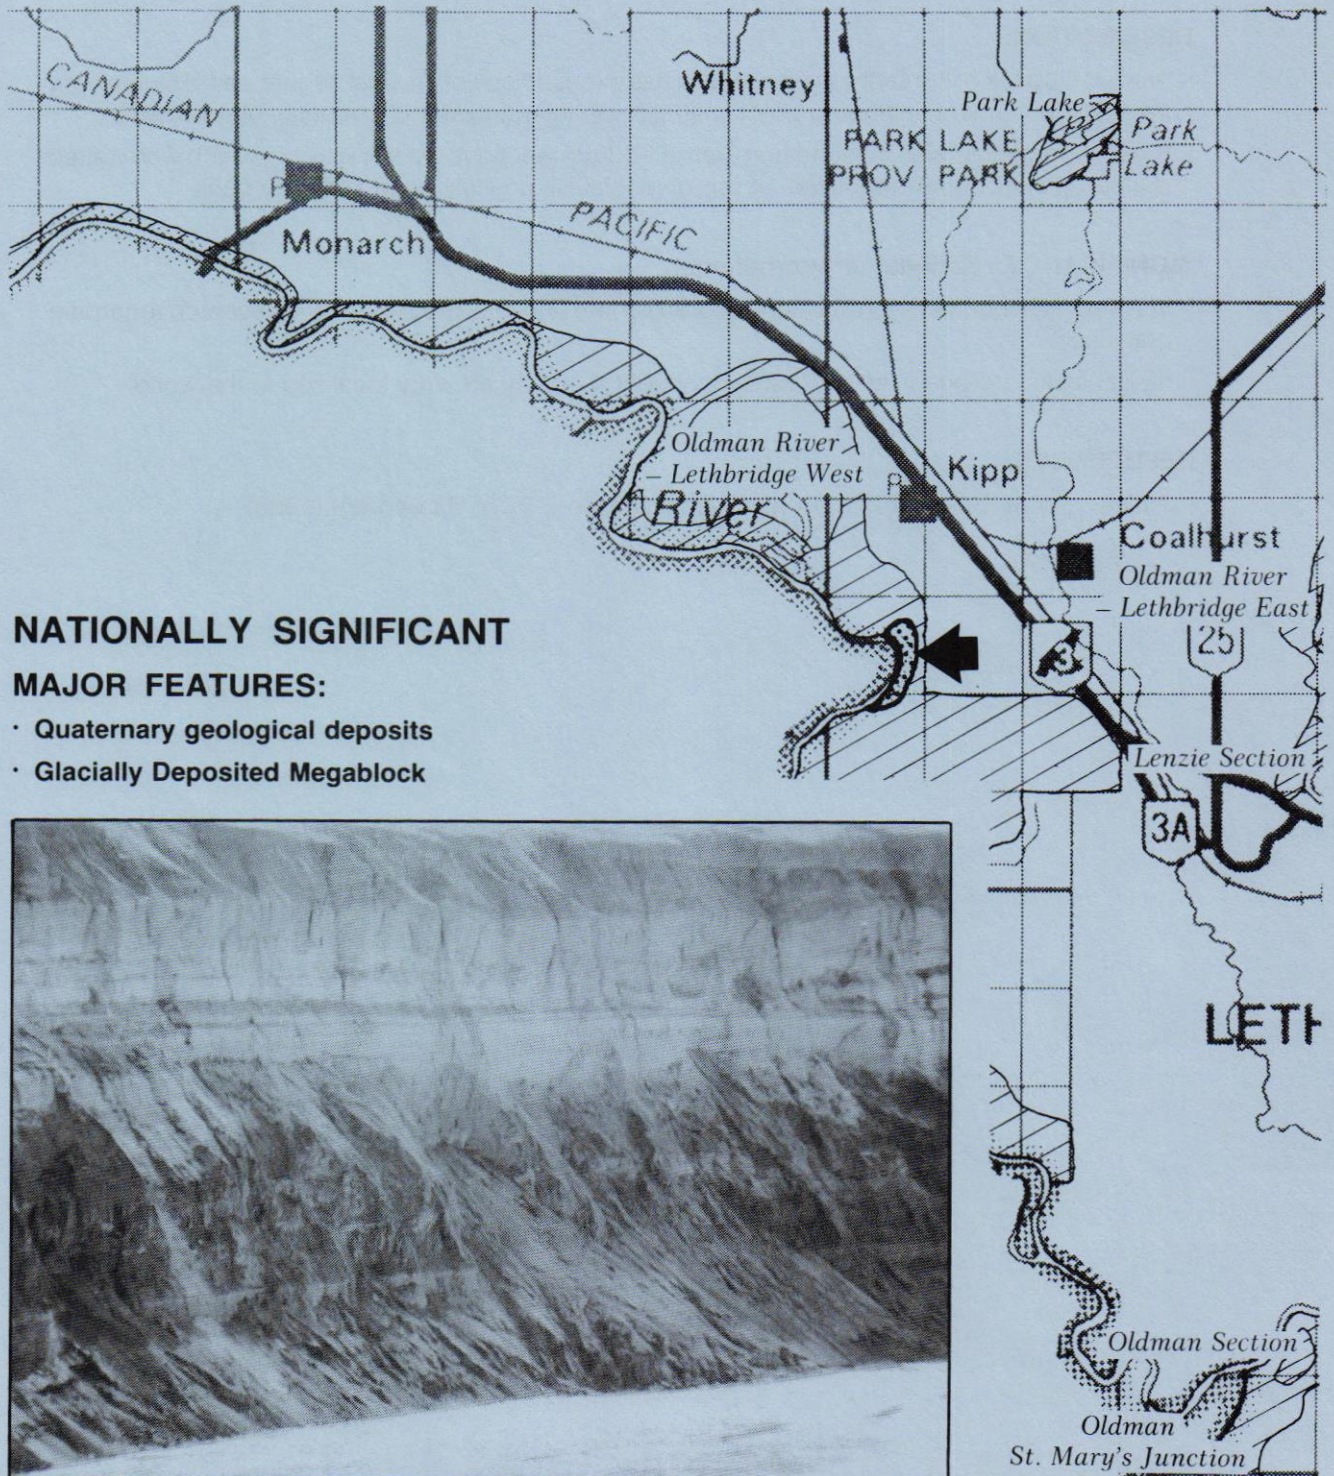 CANADIAN
Whitney
Park Lake
PARK LAKE
PROV PARK
Park
Lake
P
Monarch
PACIFIC
Oldman River
– Lethbridge West
River
P
Kipp
Coalhurst
Oldman River
– Lethbridge East
3
25
NATIONALLY SIGNIFICANT
MAJOR FEATURES:
· Quaternary geological deposits
· Glacially Deposited Megablock
Lenzie Section
3A
LETH
Oldman Section
Oldman
St. Mary's Junction